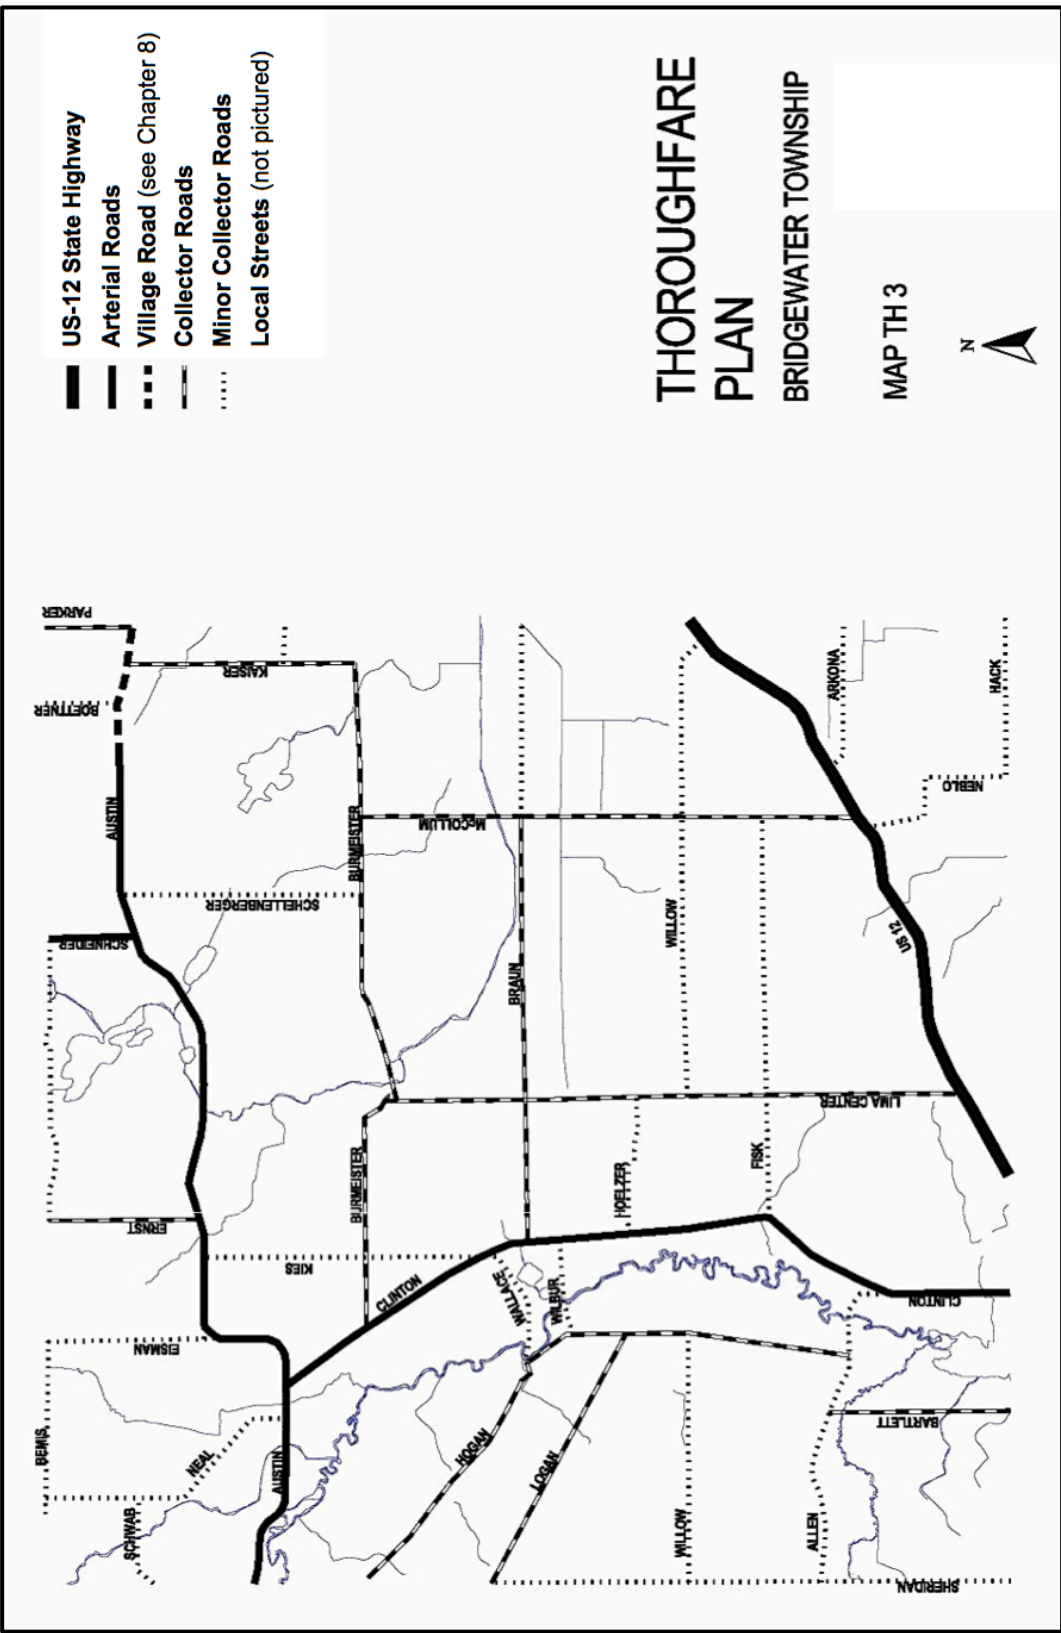 US-12 State Highway
Arterial Roads
Village Road (see Chapter 8)
Collector Roads
Minor Collector Roads
Local Streets (not pictured)
THOROUGHFARE
PLAN
BRIDGEWATER TOWNSHIP
MAP TH 3
N
PARKER
BOETTNER
KAISER
AUSTIN
SCHNEIDER
SCHELLENBERGER
BURMEISTER
McCOLLUM
BRAUN
WILLOW
ARKONA
HACK
NEBLO
US 12
ERNST
KIES
BURMEISTER
CLINTON
LIMA CENTER
HOELZER
FISK
WALLACE
WILBUR
CLINTON
EISMAN
BEMIS
NEAL
AUSTIN
SCHWAB
HOGAN
LOGAN
WILLOW
ALLEN
BARTLETT
SHERIDAN